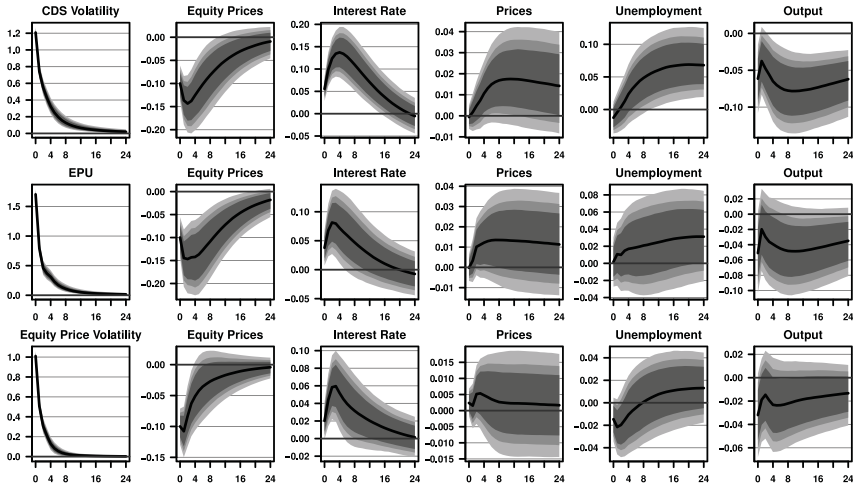 CDS Volatility Equity Prices Interest Rate Prices Unemployment Output
1.2 1.0 0.8 0.6 0.4 0.2 0.0
0.00 −0.05 −0.10 −0.15 −0.20
0.20 0.15 0.10 0.05 0.00 −0.05
0.04 0.03 0.02 0.01 0.00 −0.01
0.10 0.05 0.00
0.00 −0.05 −0.10
0 4 8 16 24 0 4 8 16 24 0 4 8 16 24 0 4 8 16 24 0 4 8 16 24 0 4 8 16 24
EPU Equity Prices Interest Rate Prices Unemployment Output
1.5 1.0 0.5 0.0
0.00 −0.05 −0.10 −0.15 −0.20
0.10 0.05 0.00 −0.05
0.04 0.03 0.02 0.01 0.00 −0.01
0.08 0.06 0.04 0.02 0.00 −0.02 −0.04
0.02 0.00 −0.02 −0.04 −0.06 −0.08 −0.10
0 4 8 16 24 0 4 8 16 24 0 4 8 16 24 0 4 8 16 24 0 4 8 16 24 0 4 8 16 24
Equity Price Volatility Equity Prices Interest Rate Prices Unemployment Output
1.0 0.8 0.6 0.4 0.2 0.0
0.00 −0.05 −0.10 −0.15
0.10 0.08 0.06 0.04 0.02 0.00 −0.02
0.015 0.010 0.005 0.000 −0.005 −0.010 −0.015
0.04 0.02 0.00 −0.02 −0.04
0.02 0.00 −0.02 −0.04 −0.06
0 4 8 16 24 0 4 8 16 24 0 4 8 16 24 0 4 8 16 24 0 4 8 16 24 0 4 8 16 24